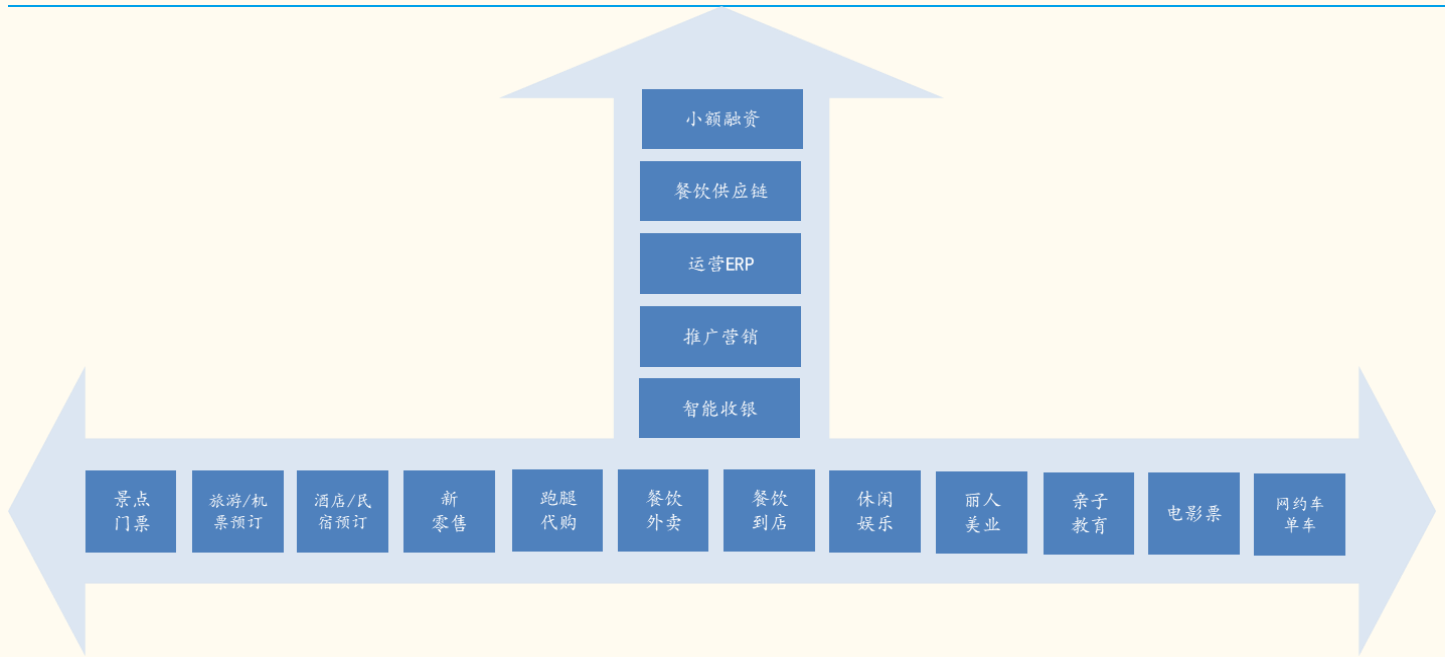 小额融资
餐饮供应链
运营ERP
推广营销
智能收银
景点
门票
旅游/机
票预订
酒店/民
宿预订
新
零售
跑腿
代购
餐饮
外卖
餐饮
到店
休闲
娱乐
丽人
美业
亲子
教育
电影票
网约车
单车